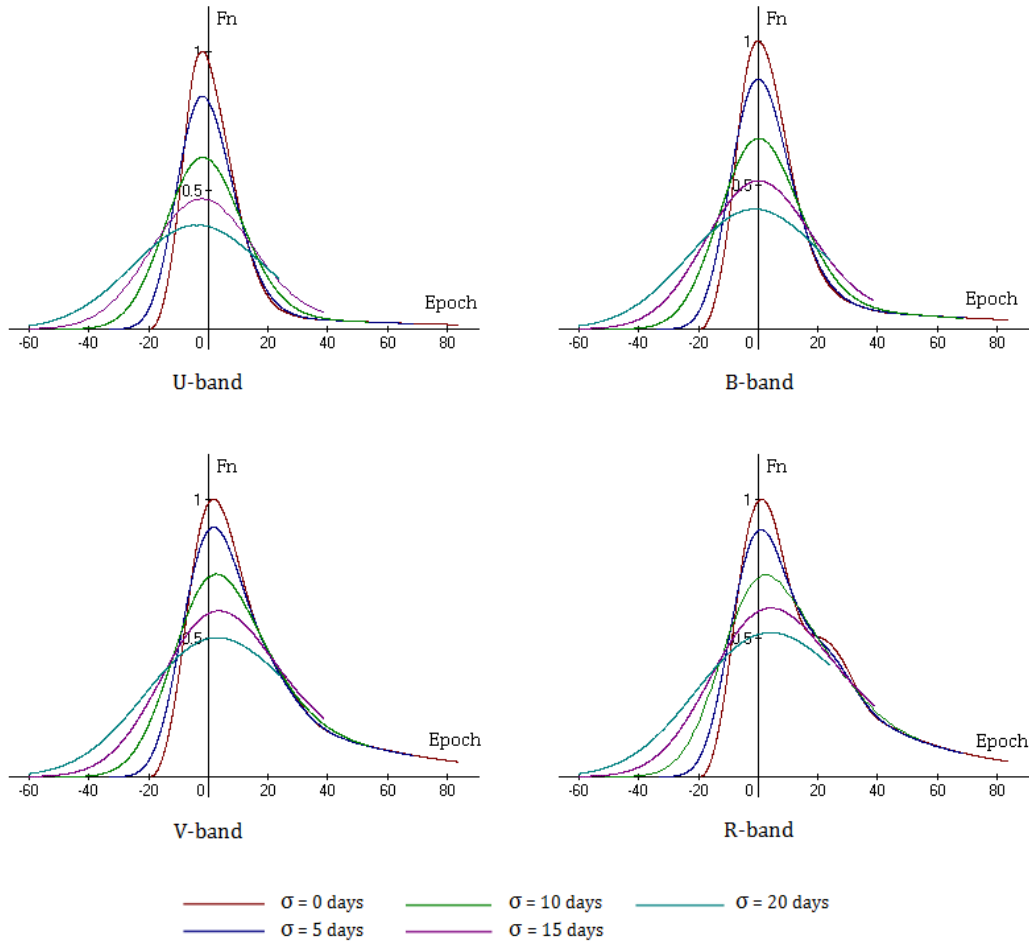 Fn
1
0.5
Epoch
-60 -40 -20 0 20 40 60 80
U-band
Fn
1
0.5
Epoch
-60 -40 -20 0 20 40 60 80
B-band
Fn
1
0.5
Epoch
-60 -40 -20 0 20 40 60 80
V-band
Fn
1
0.5
Epoch
-60 -40 -20 0 20 40 60 80
R-band
σ = 0 days σ = 10 days σ = 20 days
σ = 5 days σ = 15 days